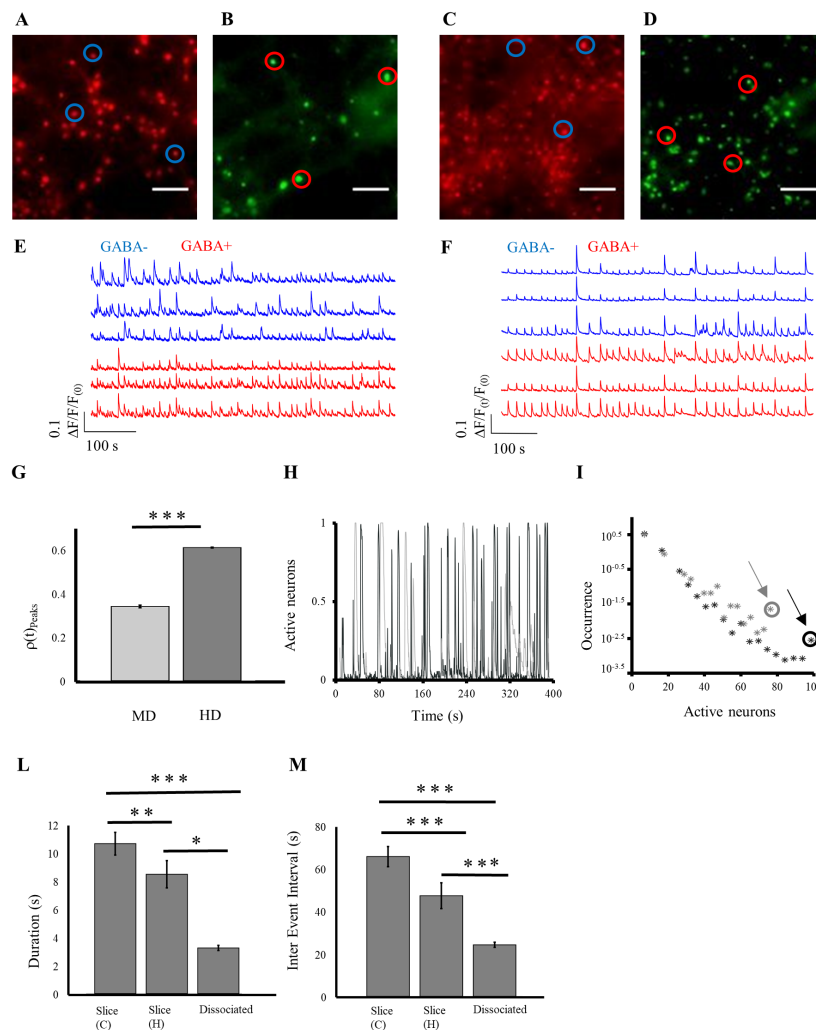 A B C D
E GABA- GABA+
F GABA- GABA+
0.1
ΔF/F/F(0)
100 s
0.1
ΔF/F(t)/F(0)
100 s
G
***
0.6
0.4
0.2
0
ρ(t)Peaks
MD HD
H
1
0.5
0
Active neurons
0 80 160 240 320 400
Time (s)
I
10^0.5
10^-0.5
10^-1.5
10^-2.5
10^-3.5
Occurrence
0 20 40 60 80 10
Active neurons
L
***
**
*
12
10
8
6
4
2
0
Duration (s)
Slice (C)
Slice (H)
Dissociated
M
***
***
***
80
60
40
20
0
Inter Event Interval (s)
Slice (C)
Slice (H)
Dissociated